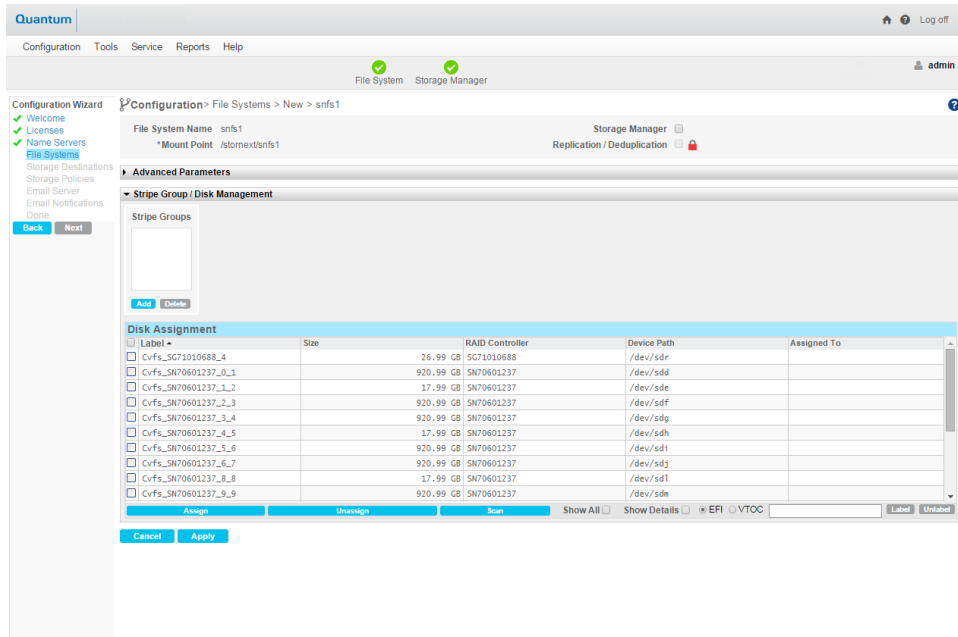 Quantum
Log off
Configuration Tools Service Reports Help
admin
File System Storage Manager
Configuration Wizard
Welcome
Licenses
Name Servers
File Systems
Storage Destinations
Storage Policies
Email Server
Email Notifications
Done
Back Next
Configuration> File Systems > New > snfs1
File System Name snfs1 Storage Manager
*Mount Point /stornext/snfs1 Replication / Deduplication
Advanced Parameters
Stripe Group / Disk Management
Stripe Groups
Add Delete
Disk Assignment
Label Size RAID Controller Device Path Assigned To
Cvfs_SG71010688_4 26.99 GB SG71010688 /dev/sdr
Cvfs_SN70601237_0_1 920.99 GB SN70601237 /dev/sdd
Cvfs_SN70601237_1_2 17.99 GB SN70601237 /dev/sde
Cvfs_SN70601237_2_3 920.99 GB SN70601237 /dev/sdf
Cvfs_SN70601237_3_4 920.99 GB SN70601237 /dev/sdg
Cvfs_SN70601237_4_5 17.99 GB SN70601237 /dev/sdh
Cvfs_SN70601237_5_6 920.99 GB SN70601237 /dev/sdi
Cvfs_SN70601237_6_7 920.99 GB SN70601237 /dev/sdj
Cvfs_SN70601237_8_8 17.99 GB SN70601237 /dev/sdl
Cvfs_SN70601237_9_9 920.99 GB SN70601237 /dev/sdm
Assign Unassign Scan Show All Show Details EFI VTOC Label Unlabel
Cancel Apply